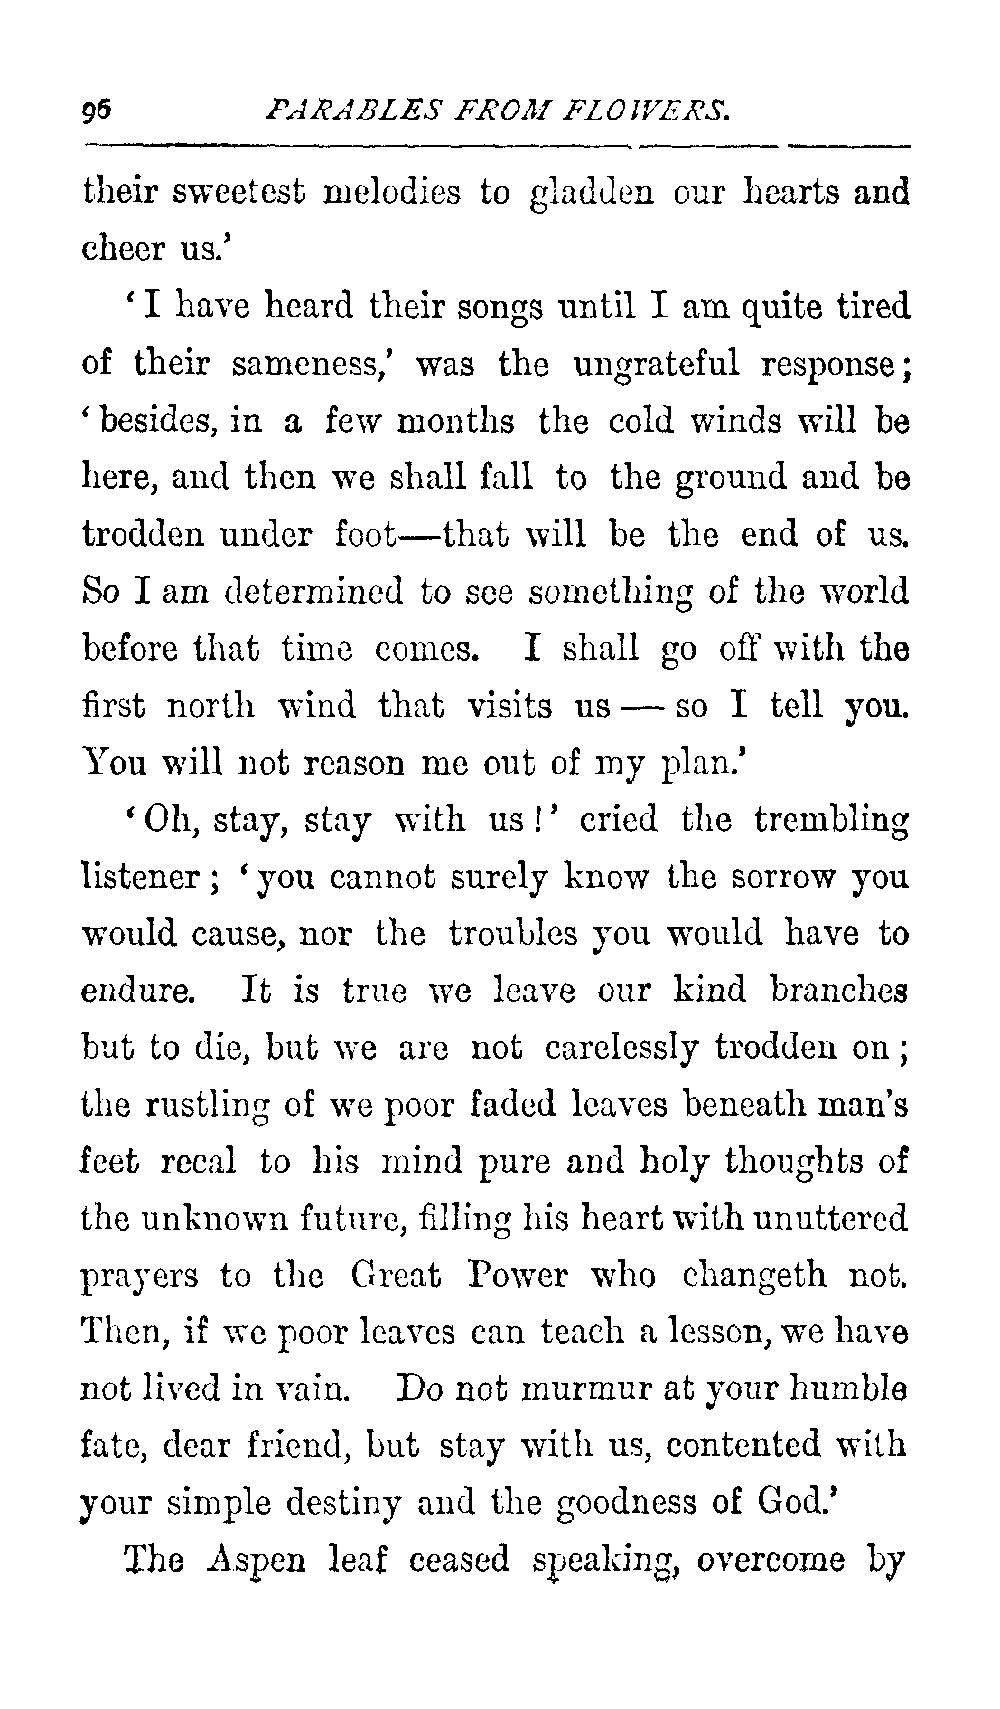 96 PARABLES FROM FLOWERS.
their sweetest melodies to gladden our hearts and
cheer us.’
‘I have heard their songs until I am quite tired
of their sameness,’ was the ungrateful response;
‘besides, in a few months the cold winds will be
here, and then we shall fall to the ground and be
trodden under foot—that will be the end of us.
So I am determined to see something of the world
before that time comes. I shall go off with the
first north wind that visits us — so I tell you.
You will not reason me out of my plan.’
‘Oh, stay, stay with us!’ cried the trembling
listener; ‘you cannot surely know the sorrow you
would cause, nor the troubles you would have to
endure. It is true we leave our kind branches
but to die, but we are not carelessly trodden on;
the rustling of we poor faded leaves beneath man’s
feet recal to his mind pure and holy thoughts of
the unknown future, filling his heart with unuttered
prayers to the Great Power who changeth not.
Then, if we poor leaves can teach a lesson, we have
not lived in vain. Do not murmur at your humble
fate, dear friend, but stay with us, contented with
your simple destiny and the goodness of God.’
The Aspen leaf ceased speaking, overcome by